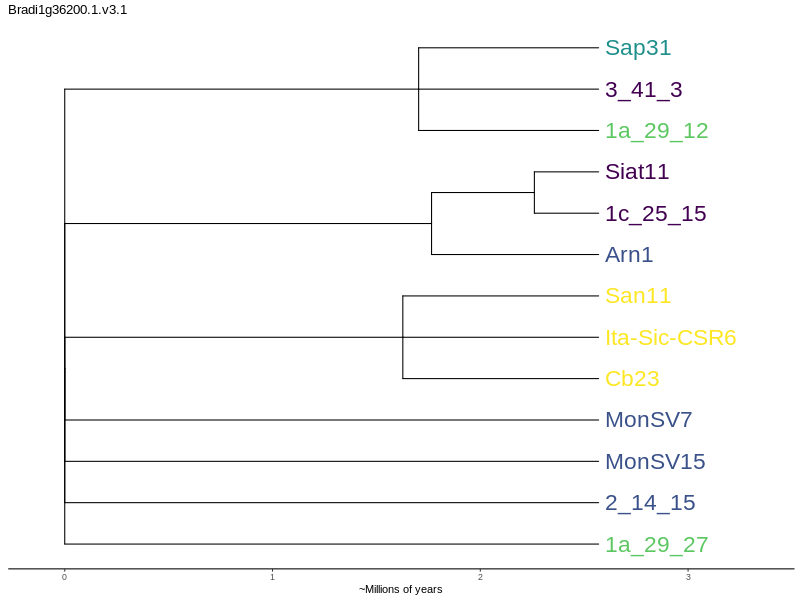 Bradi1g36200.1.v3.1
Sap31
3_41_3
1a_29_12
Siat11
1c_25_15
Arn1
San11
Ita-Sic-CSR6
Cb23
MonSV7
MonSV15
2_14_15
1a_29_27
0 1 2 3
~Millions of years